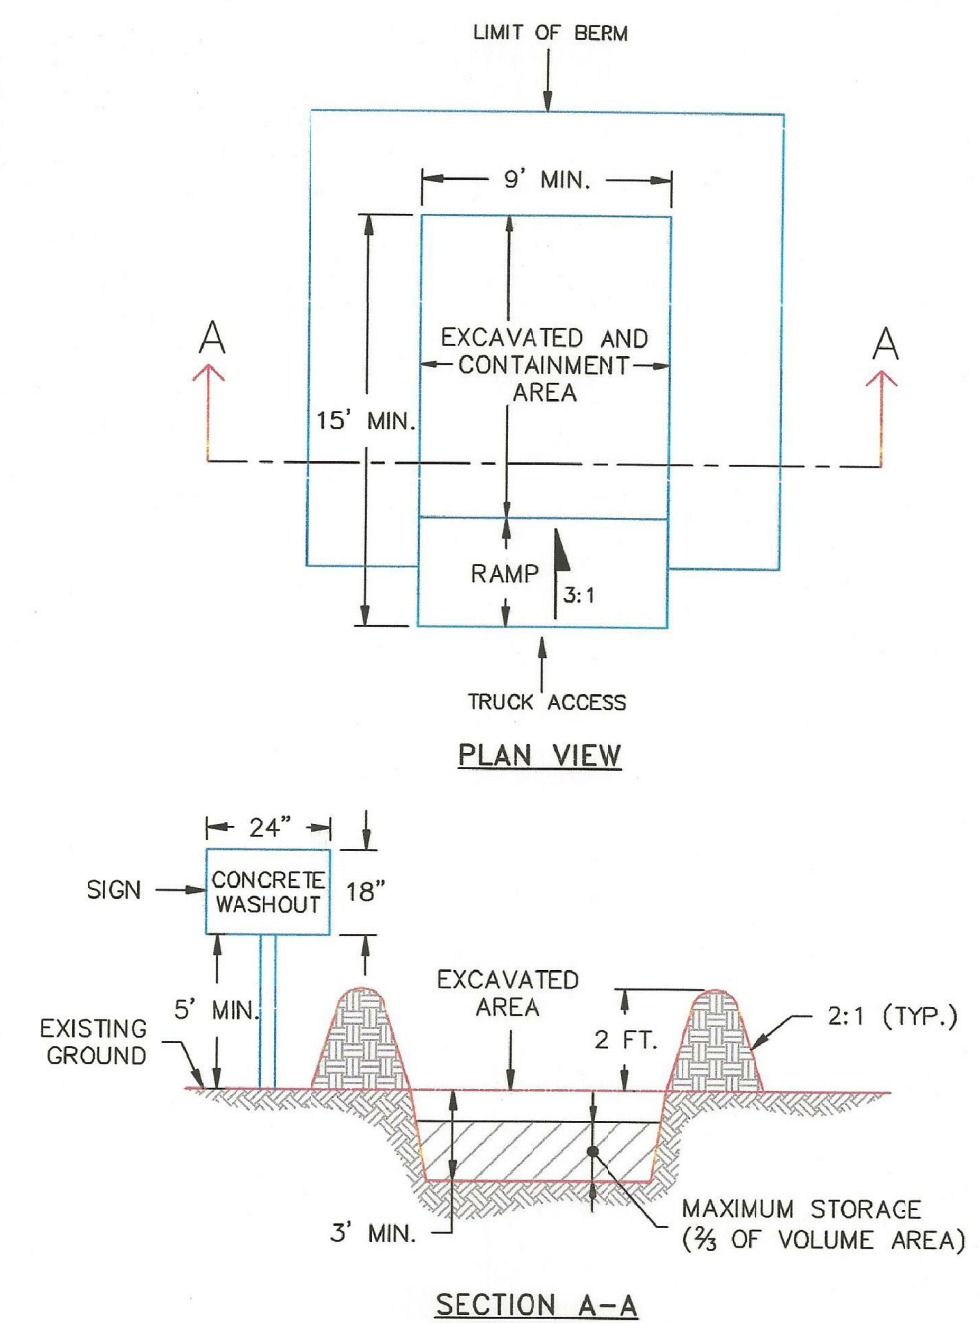 LIMIT OF BERM
9' MIN.
A
A
EXCAVATED AND
CONTAINMENT
AREA
15' MIN.
RAMP
3:1
TRUCK ACCESS
PLAN VIEW
24"
SIGN
CONCRETE
WASHOUT
18"
5' MIN.
EXISTING
GROUND
EXCAVATED
AREA
2 FT.
2:1 (TYP.)
3' MIN.
MAXIMUM STORAGE
(⅔ OF VOLUME AREA)
SECTION A-A